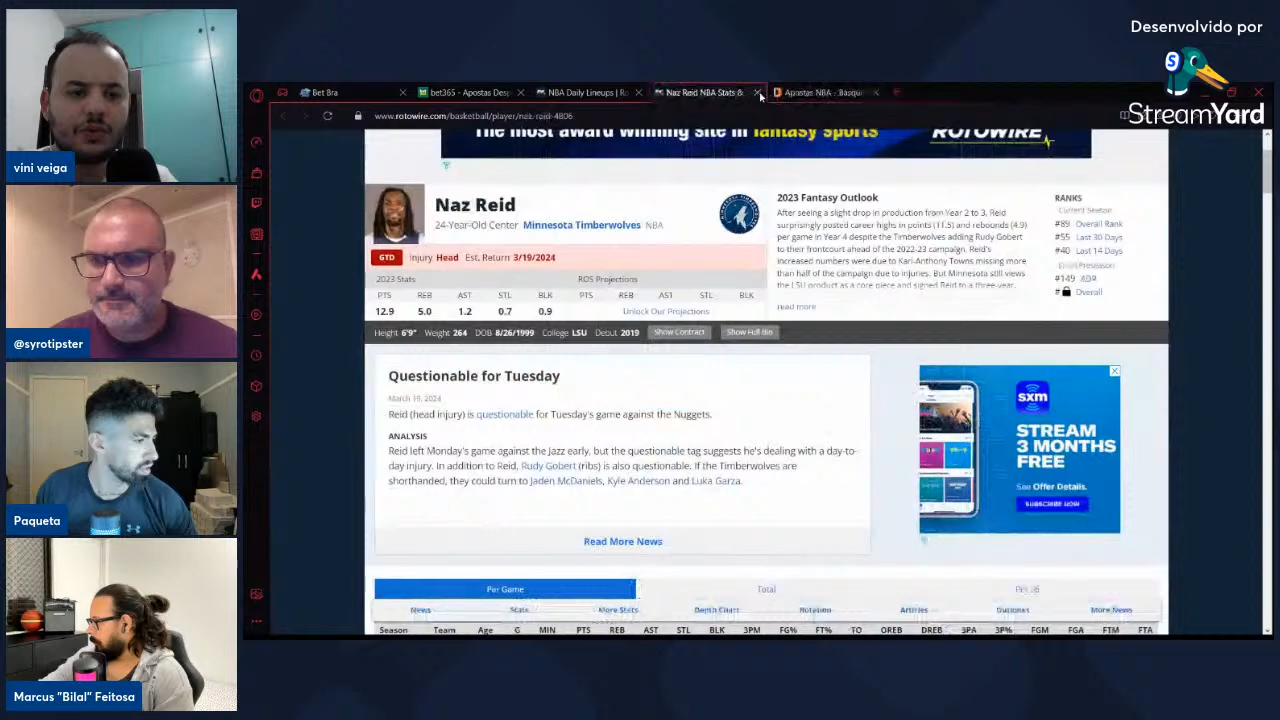 Desenvolvido por
StreamYard
vini veiga
@syrotipster
Paqueta
Marcus "Bilal" Feitosa
Bet Bra
bet365 - Apostas Desp
NBA Daily Lineups | Ro
Naz Reid NBA Stats &
Apostas NBA - Basqu
www.rotowire.com/basketball/player/naz-reid-4806
The most award winning site in fantasy sports
ROTOWIRE
Naz Reid
24-Year-Old Center Minnesota Timberwolves NBA
GTD Injury Head Est. Return 3/19/2024
2023 Stats ROS Projections
PTS REB AST STL BLK PTS REB AST STL BLK
12.9 5.0 1.2 0.7 0.9 Unlock Our Projections
2023 Fantasy Outlook
After seeing a slight drop in production from Year 2 to 3, Reid
surprisingly posted career highs in points (11.5) and rebounds (4.9)
per game in Year 4 despite the Timberwolves adding Rudy Gobert
to their frontcourt ahead of the 2022-23 campaign. Reid's
increased numbers were due to Karl-Anthony Towns missing more
than half of the campaign due to injuries. But Minnesota still views
the LSU product as a core piece and signed Reid to a three-year,
read more
RANKS
Current Season
#89 Overall Rank
#55 Last 30 Days
#40 Last 14 Days
#149 ADP
# Overall
Height 6'9" Weight 264 DOB 8/26/1999 College LSU Debut 2019 Show Contract Show Full Bio
Questionable for Tuesday
March 19, 2024
Reid (head injury) is questionable for Tuesday's game against the Nuggets.
ANALYSIS
Reid left Monday's game against the Jazz early, but the questionable tag suggests he's dealing with a day-to-
day injury. In addition to Reid, Rudy Gobert (ribs) is also questionable. If the Timberwolves are
shorthanded, they could turn to Jaden McDaniels, Kyle Anderson and Luka Garza.
Read More News
sxm
STREAM
3 MONTHS
FREE
See Offer Details.
SUBSCRIBE NOW
Per Game Total Per 36
News Stats More Stats Depth Chart Rotation Articles Outlooks More News
Season Team Age G MIN PTS REB AST STL BLK 3PM FG% FT% TO OREB DREB 3PA 3P% FGM FGA FTM FTA